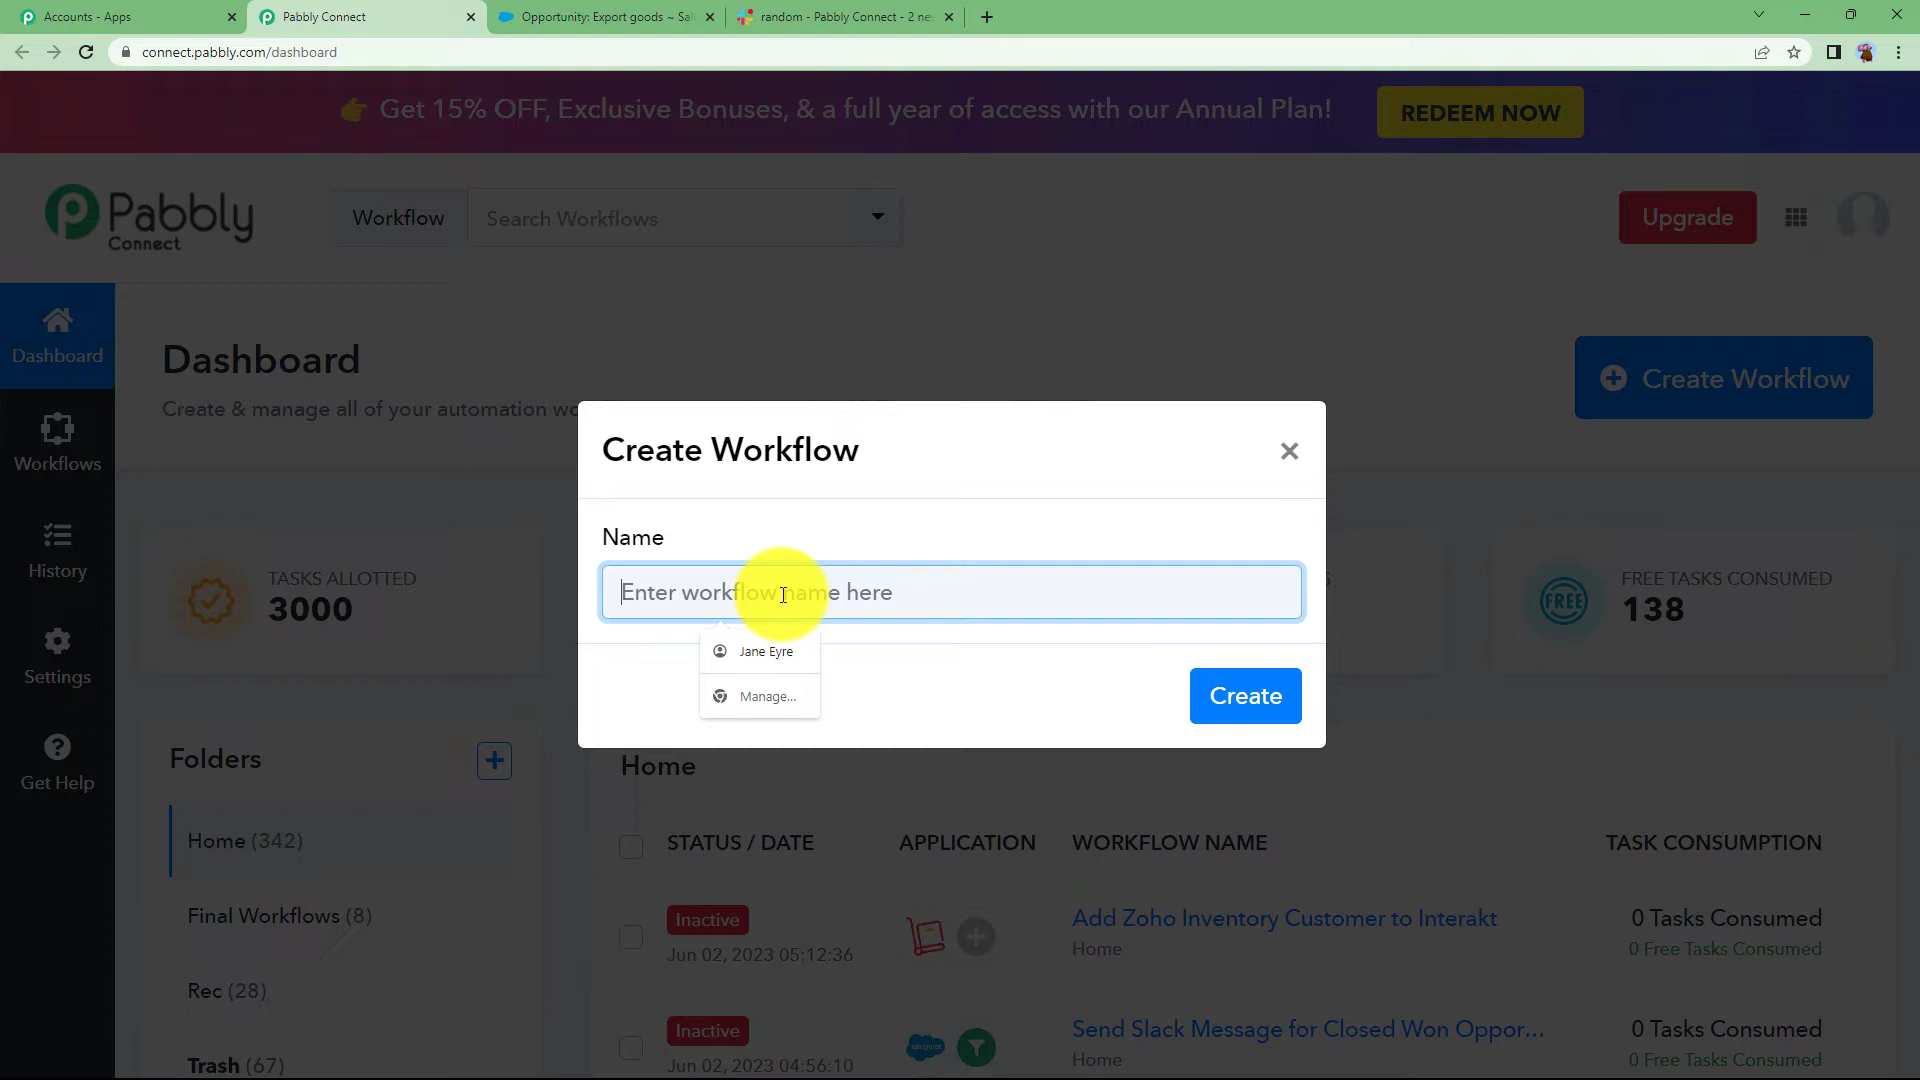 Accounts - Apps
Pabbly Connect
Opportunity: Export goods ~ Sal
random - Pabbly Connect - 2 ne
connect.pabbly.com/dashboard
Get 15% OFF, Exclusive Bonuses, & a full year of access with our Annual Plan!
REDEEM NOW
Pabbly
Connect
Workflow
Search Workflows
Upgrade
Dashboard
Workflows
History
Settings
Get Help
Dashboard
Create & manage all of your automation wo
Create Workflow
TASKS ALLOTTED
3000
FREE
FREE TASKS CONSUMED
138
Create Workflow
Name
Enter workflow name here
Jane Eyre
Manage...
Create
Folders
Home (342)
Final Workflows (8)
Rec (28)
Trash (67)
Home
STATUS / DATE
APPLICATION
WORKFLOW NAME
TASK CONSUMPTION
Inactive
Jun 02, 2023 05:12:36
Add Zoho Inventory Customer to Interakt
Home
0 Tasks Consumed
0 Free Tasks Consumed
Inactive
Jun 02, 2023 04:56:10
salesforce
Send Slack Message for Closed Won Oppor...
Home
0 Tasks Consumed
0 Free Tasks Consumed